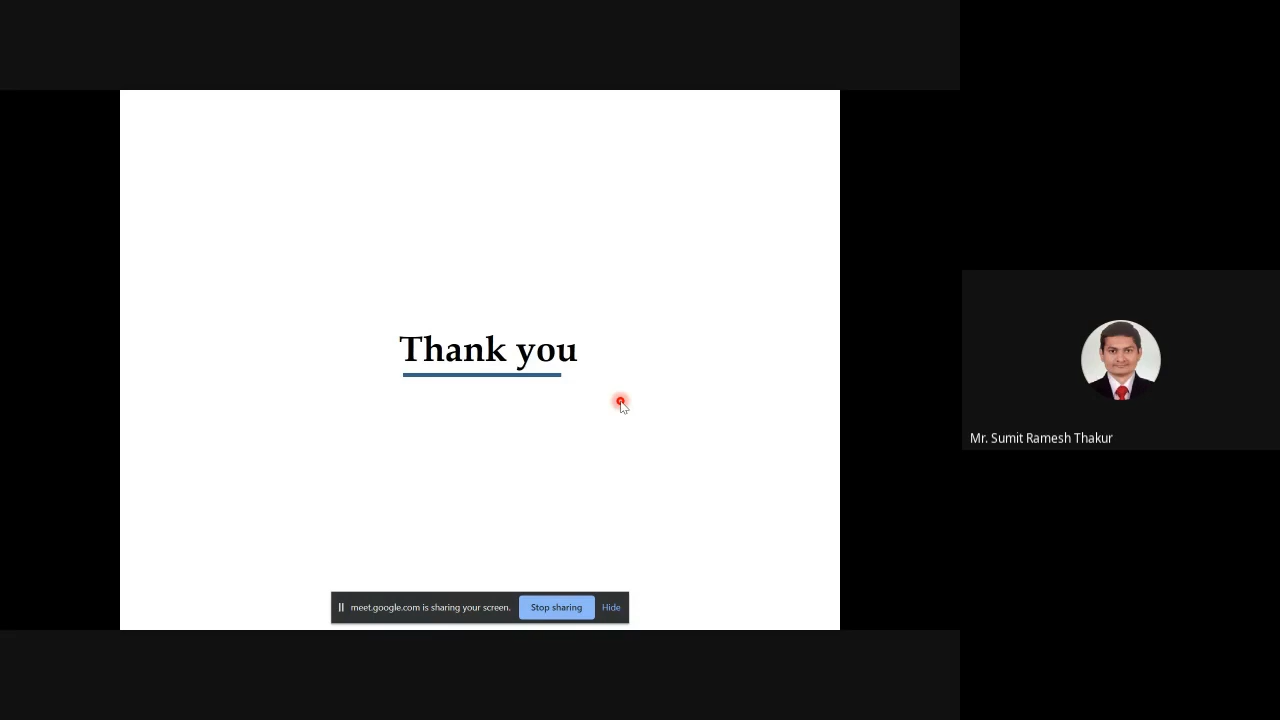 Thank you
meet.google.com is sharing your screen. Stop sharing Hide
Mr. Sumit Ramesh Thakur